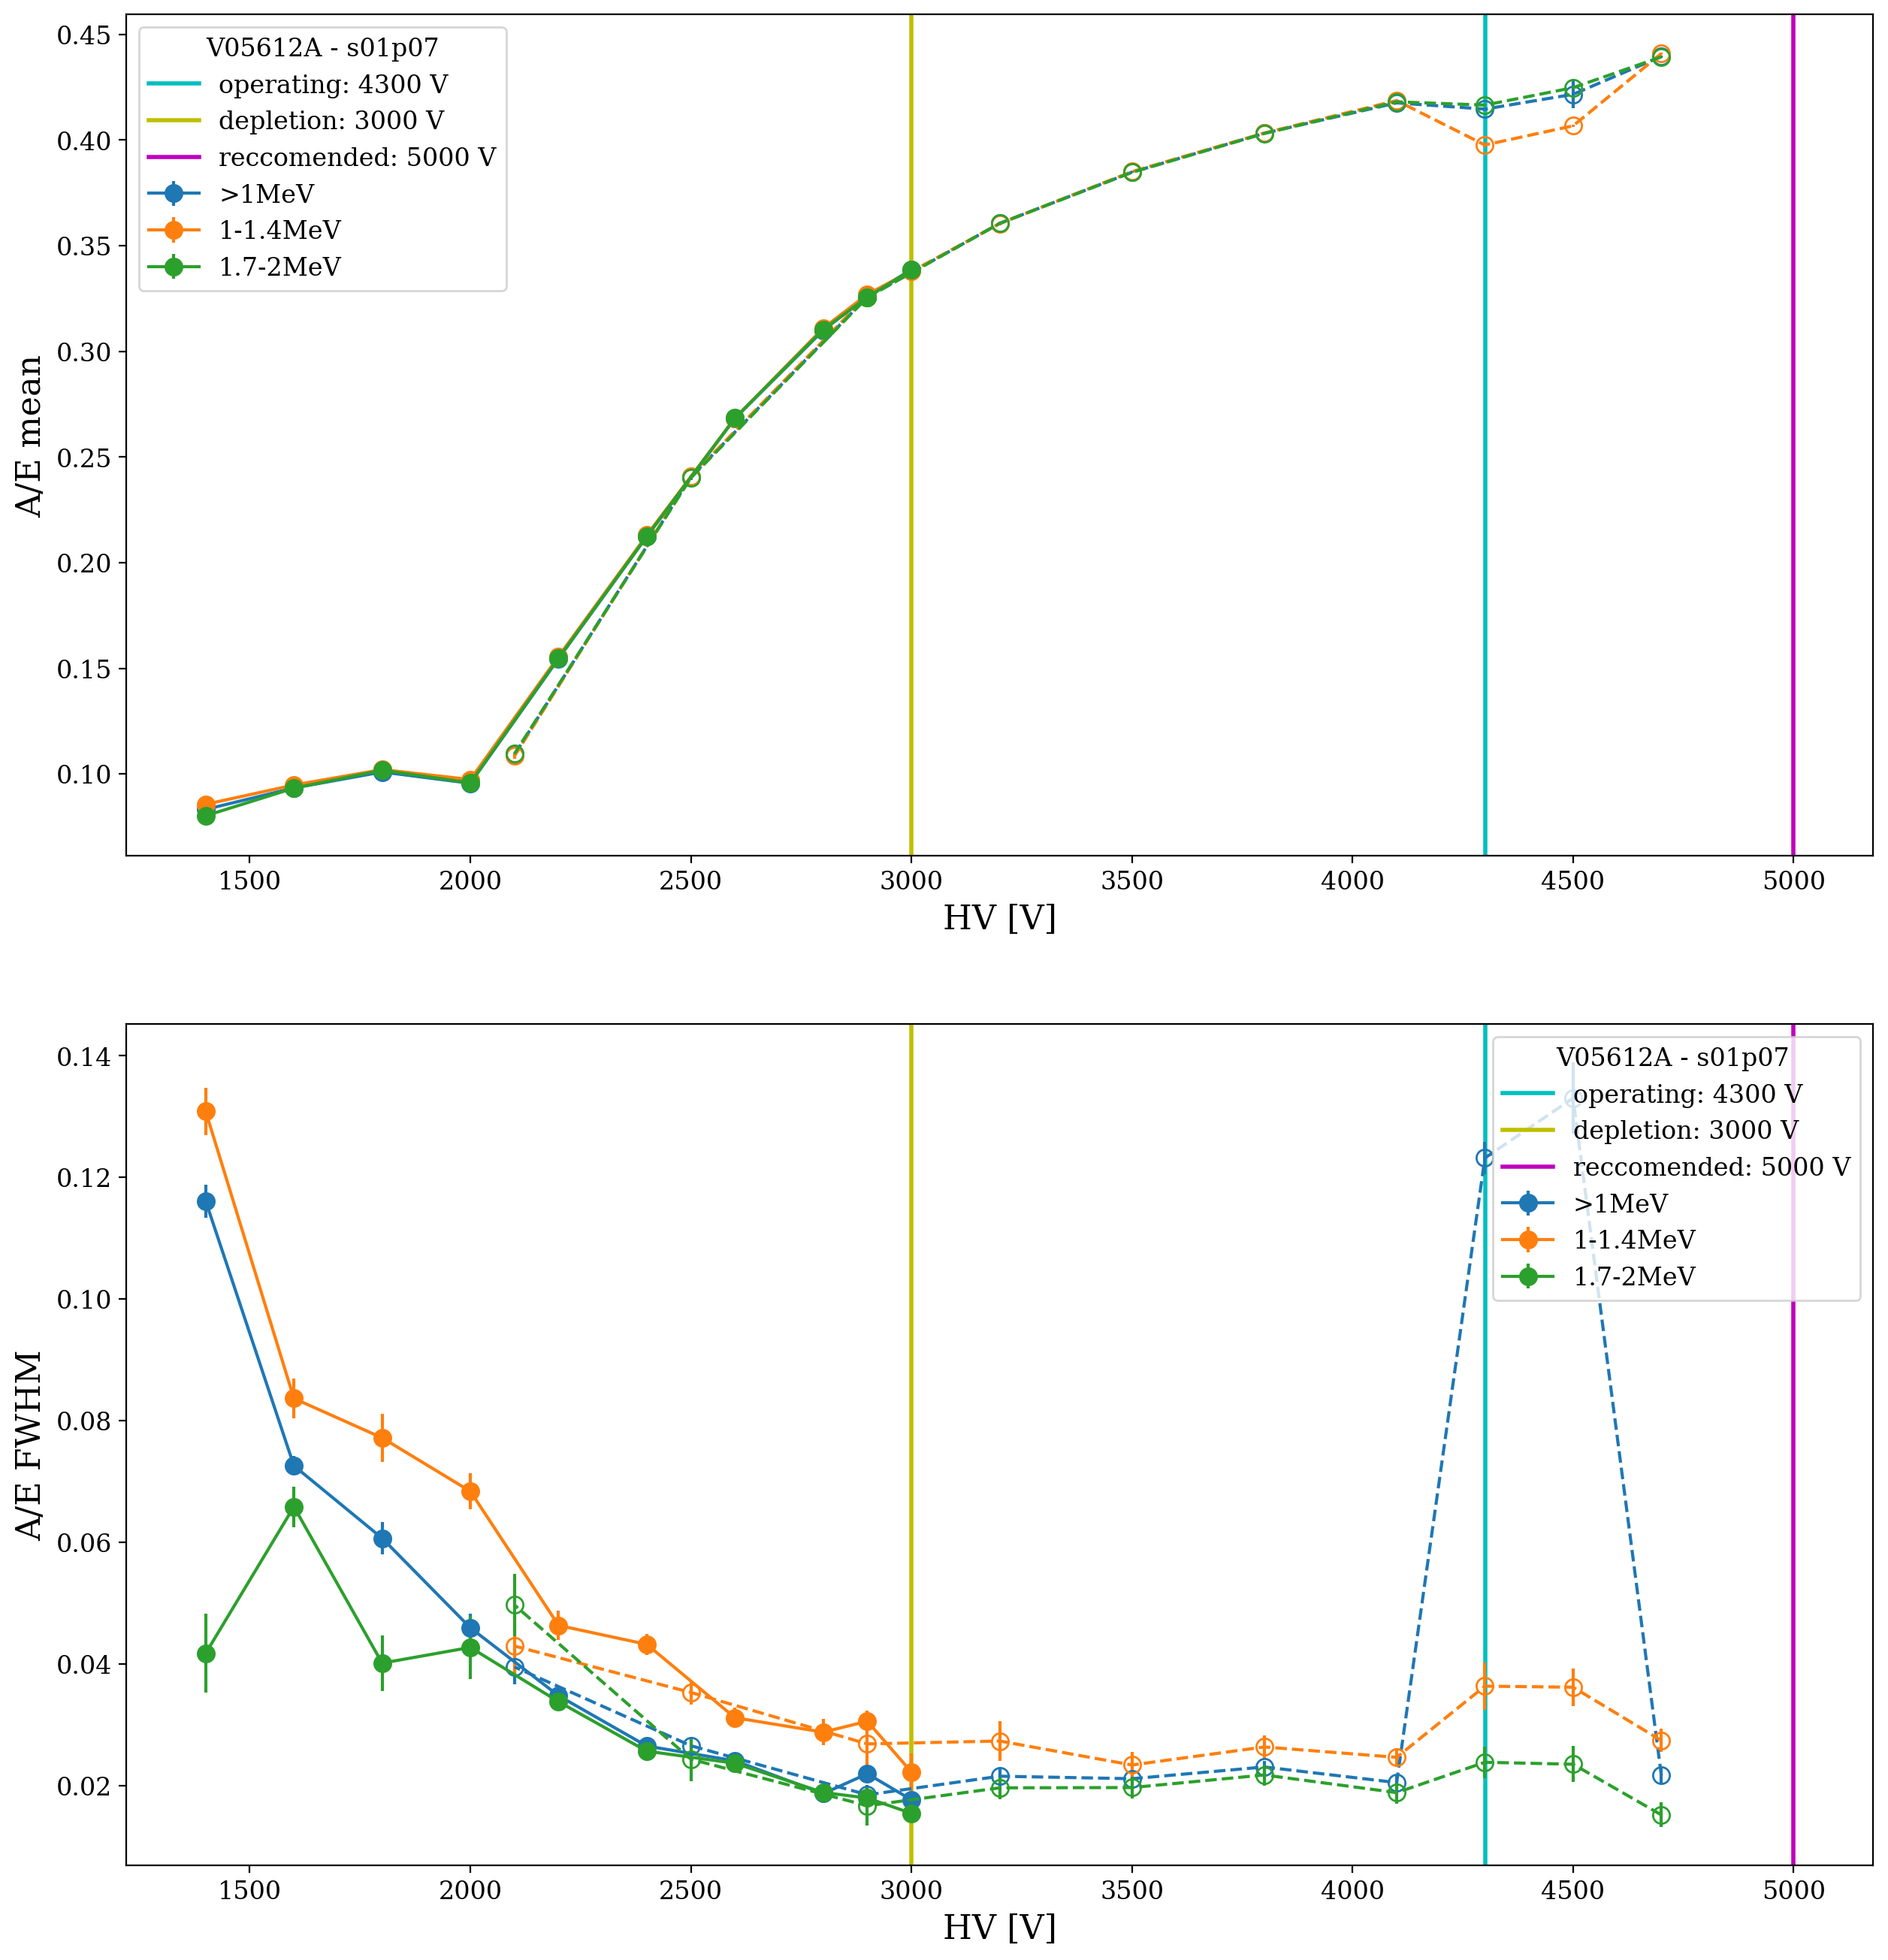 0.45
0.40
0.35
0.30
0.25
0.20
0.15
0.10
A/E mean
V05612A - s01p07
operating: 4300 V
depletion: 3000 V
reccomended: 5000 V
>1MeV
1-1.4MeV
1.7-2MeV
1500 2000 2500 3000 3500 4000 4500 5000
HV [V]
0.14
0.12
0.10
0.08
0.06
0.04
0.02
A/E FWHM
V05612A - s01p07
operating: 4300 V
depletion: 3000 V
reccomended: 5000 V
>1MeV
1-1.4MeV
1.7-2MeV
1500 2000 2500 3000 3500 4000 4500 5000
HV [V]